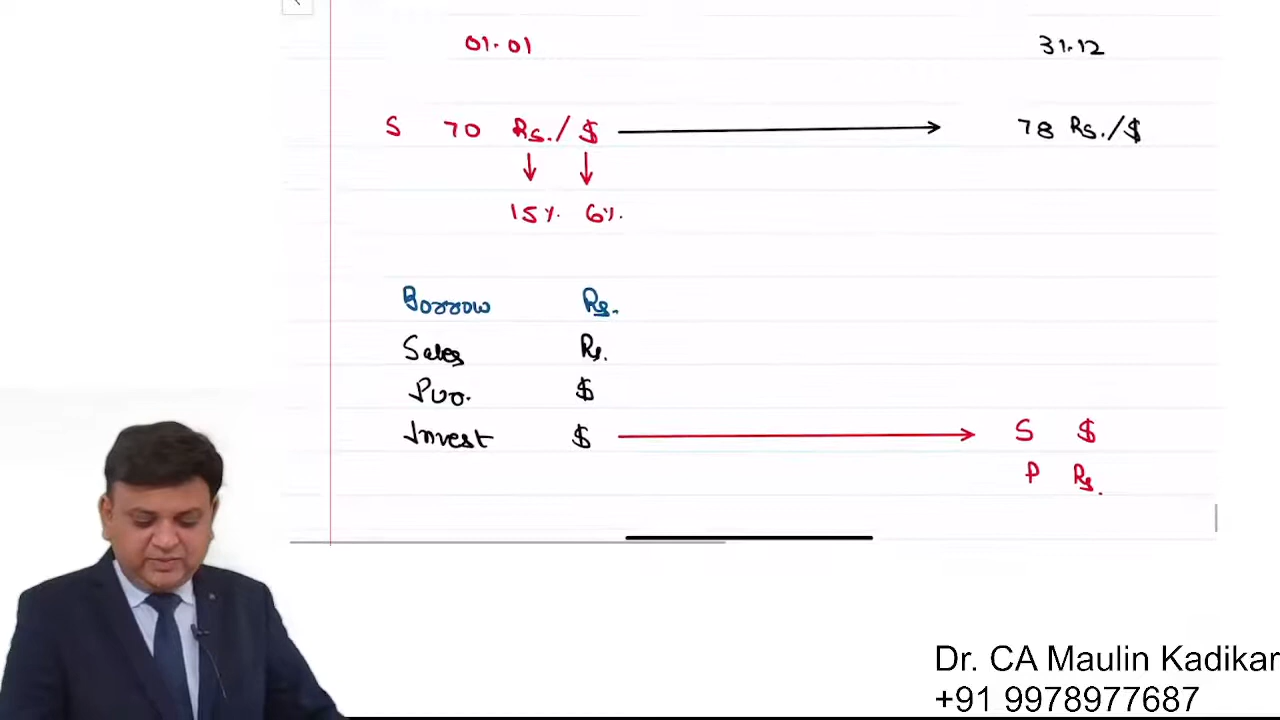 01.01 31.12
S 70 Rs./$ 78 Rs./$
15%. 6%.
Borrow Rs.
Sales Rs.
Pur. $
Invest $ S $
P Rs.
Dr. CA Maulin Kadikar
+91 9978977687